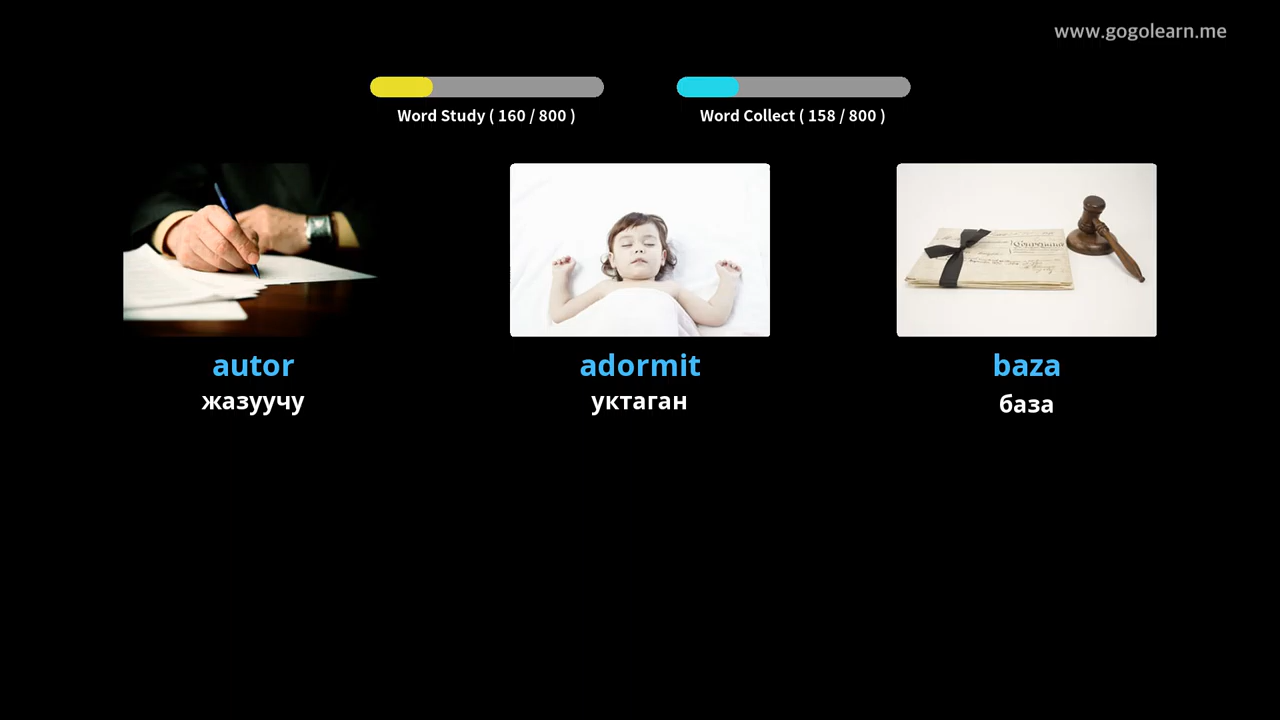 www.gogolearn.me
Word Study ( 160 / 800 )
Word Collect ( 158 / 800 )
autor
жазуучу
adormit
уктаган
baza
база